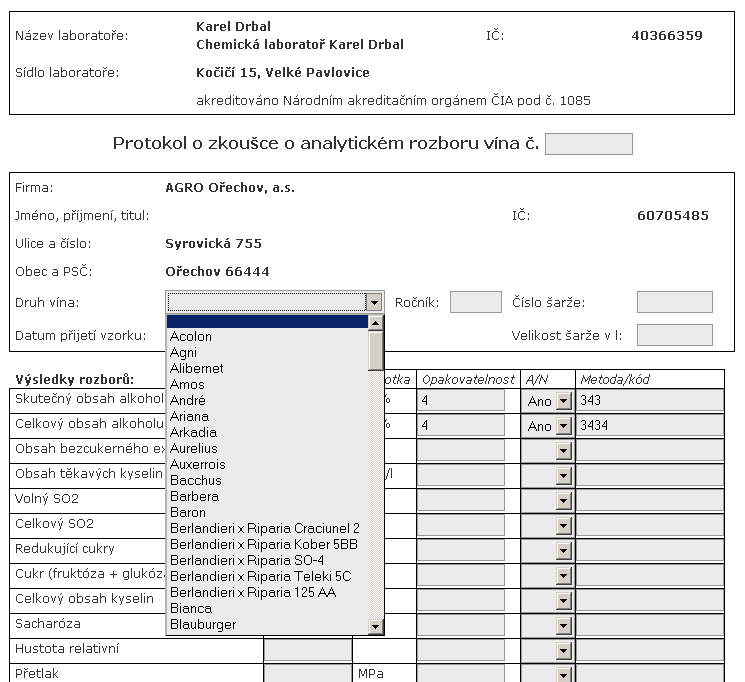 Název laboratoře: Karel Drbal
Chemická laboratoř Karel Drbal IČ: 40366359
Sídlo laboratoře: Kočičí 15, Velké Pavlovice
akreditováno Národním akreditačním orgánem ČIA pod č. 1085
Protokol o zkoušce o analytickém rozboru vína č.
Firma: AGRO Ořechov, a.s.
Jméno, příjmení, titul: IČ: 60705485
Ulice a číslo: Syrovická 755
Obec a PSČ: Ořechov 66444
Druh vína: Ročník: Číslo šarže:
Datum přijetí vzorku: Velikost šarže v l:
Acolon
Agni
Alibernet
Amos
André
Ariana
Arkadia
Aurelius
Auxerrois
Bacchus
Barbera
Baron
Berlandieri x Riparia Craciunel 2
Berlandieri x Riparia Kober 5BB
Berlandieri x Riparia SO-4
Berlandieri x Riparia Teleki 5C
Berlandieri x Riparia 125 AA
Bianca
Blauburger
Výsledky rozborů: otka Opakovatelnost A/N Metoda/kód
Skutečný obsah alkohol % 4 Ano 343
Celkový obsah alkoholu % 4 Ano 3434
Obsah bezcukerného ex
Obsah těkavých kyselin /l
Volný SO2
Celkový SO2
Redukující cukry
Cukr (fruktóza + glukóz
Celkový obsah kyselin
Sacharóza
Hustota relativní
Přetlak MPa